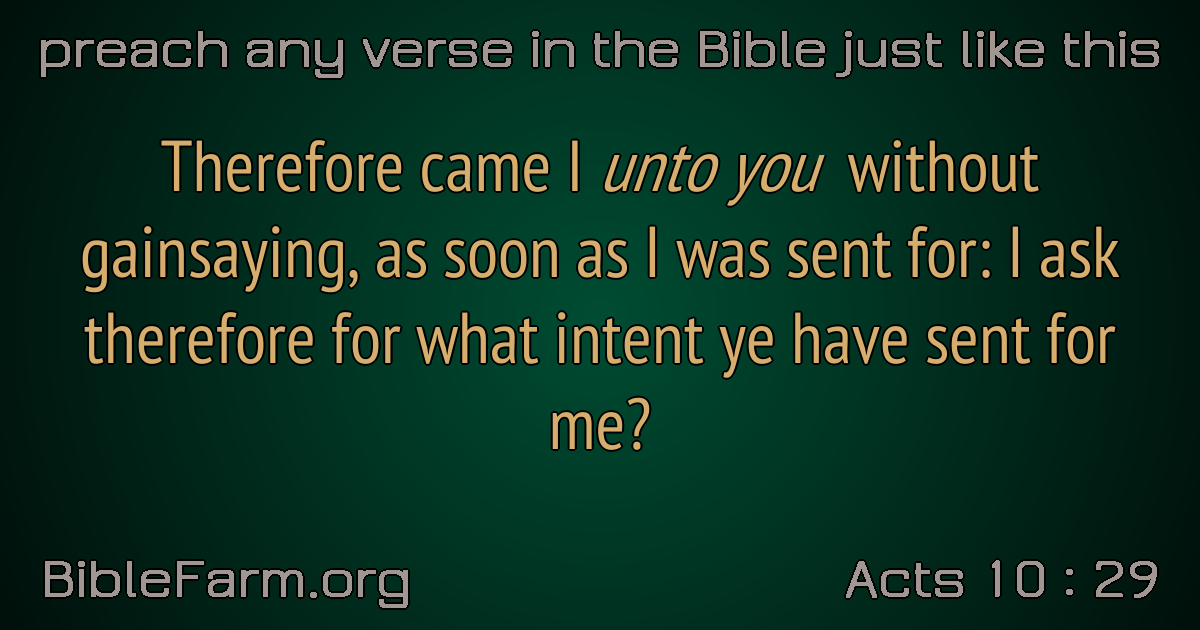 preach any verse in the Bible just like this
Therefore came I unto you without
gainsaying, as soon as I was sent for: I ask
therefore for what intent ye have sent for
me?
BibleFarm.org
Acts 10 : 29